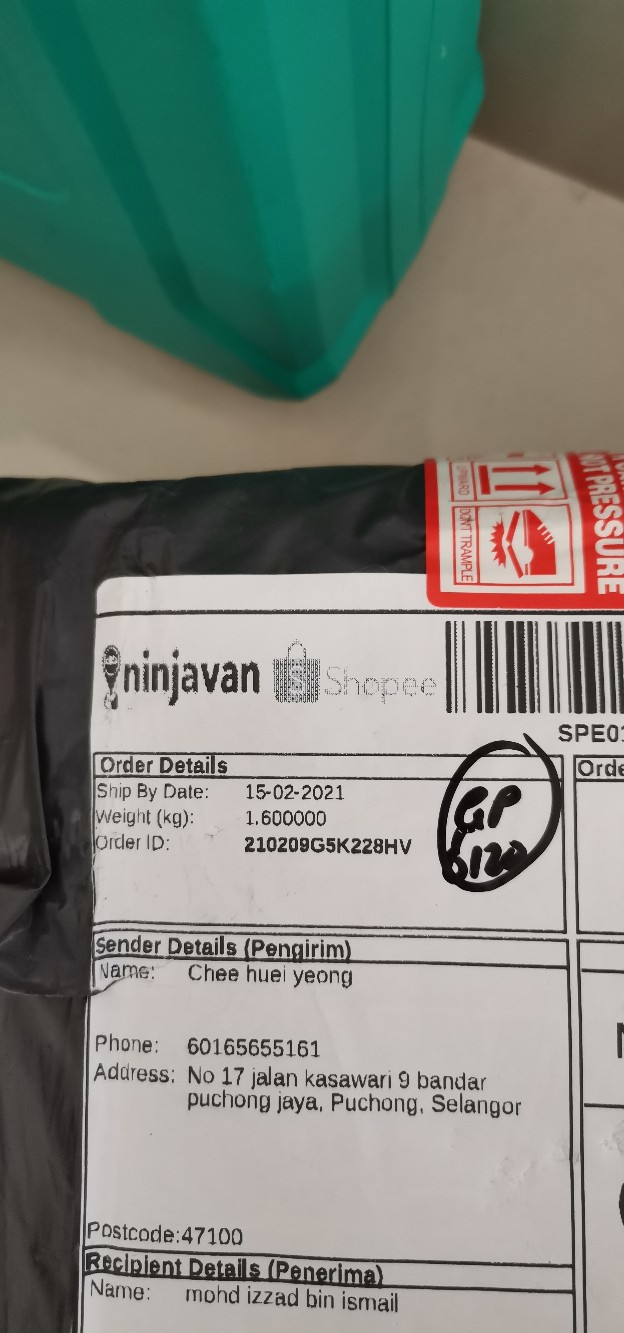 UPWARD
DON'T TRAMPLE
PRESSURE
ninjavan Shopee
SPE01
Order Details
Ship By Date: 15-02-2021
Weight (kg): 1.600000
Order ID: 210209G5K228HV
GP
Orde
Sender Details (Pengirim)
Name: Chee huei yeong
Phone: 60165655161
Address: No 17 jalan kasawari 9 bandar
puchong jaya, Puchong, Selangor
Postcode:47100
Recipient Details (Penerima)
Name: mohd izzad bin ismail